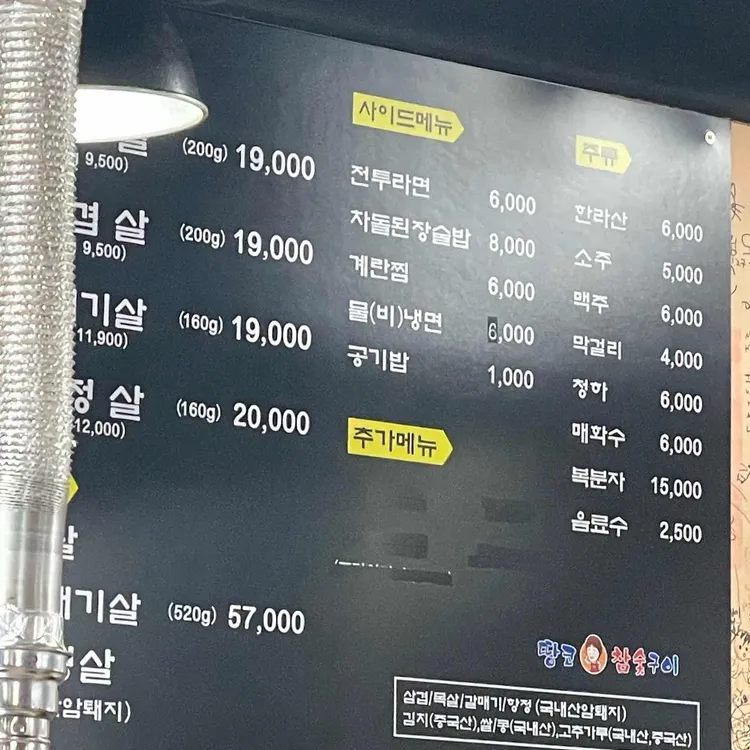 살 (200g) 19,000
9,500)
겹살 (200g) 19,000
9,500)
기살 (160g) 19,000
11,900)
정살 (160g) 20,000
12,000)
살
매기살 (520g) 57,000
살
암퇘지)
사이드메뉴
전투라면 6,000
차돌된장술밥 8,000
계란찜 6,000
물(비)냉면 6,000
공기밥 1,000
추가메뉴
주류
한라산 6,000
소주 5,000
맥주 6,000
막걸리 4,000
청하 6,000
매화수 6,000
복분자 15,000
음료수 2,500
땅코 참숯구이
삼겹/목살/갈매기/항정 (국내산암퇘지)
김치(중국산),쌀/콩(국내산),고추가루(국내산,중국산)